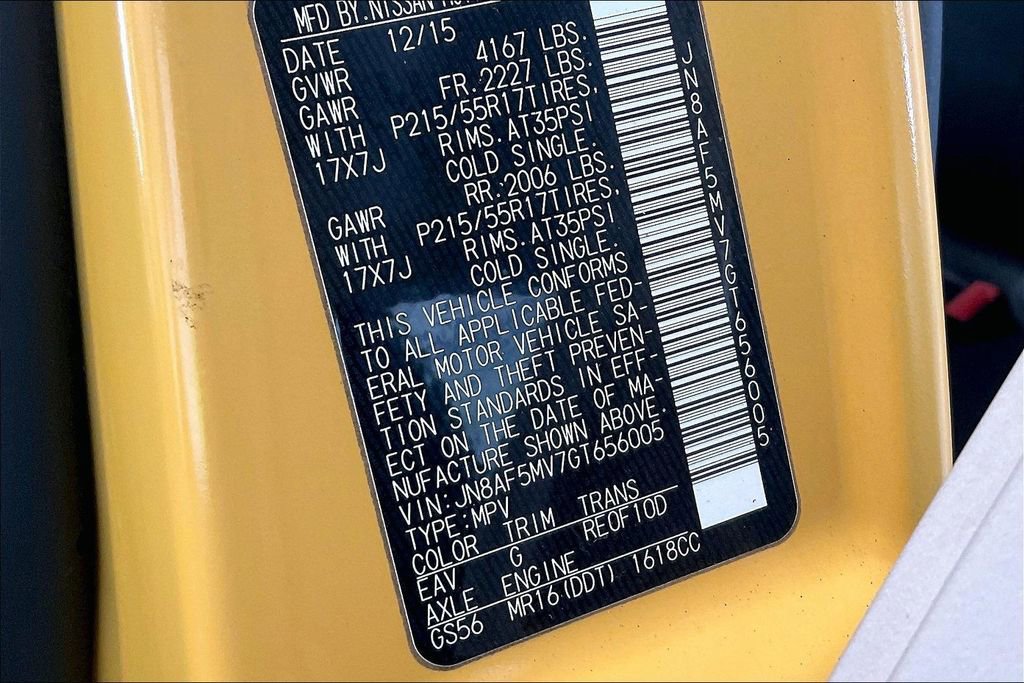 MFD BY.NISSAN
DATE 12/15
GVWR 4167 LBS.
GAWR FR.2227 LBS.
WITH P215/55R17TIRES,
17X7J RIMS.AT35PSI
COLD SINGLE.
GAWR RR.2006 LBS.
WITH P215/55R17TIRES,
17X7J RIMS.AT35PSI
COLD SINGLE.
THIS VEHICLE CONFORMS
TO ALL APPLICABLE FED-
ERAL MOTOR VEHICLE SA-
FETY AND THEFT PREVEN-
TION STANDARDS IN EFF-
ECT ON THE DATE OF MA-
NUFACTURE SHOWN ABOVE.
VIN:JN8AF5MV7GT656005
TYPE:MPV
COLOR TRIM TRANS
EAV G RE0F10D
AXLE ENGINE
GS56 MR16(DDT) 1618CC
JN8AF5MV7GT656005